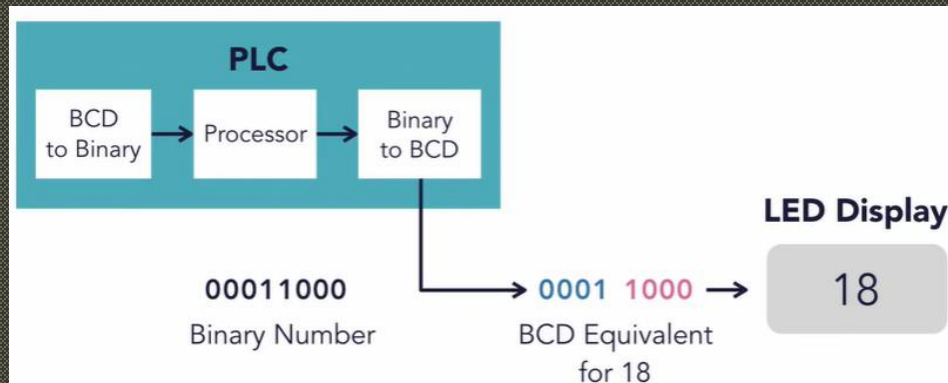 PLC
BCD
to Binary
Processor
Binary
to BCD
LED Display
18
00011000
Binary Number
0001 1000
BCD Equivalent
for 18